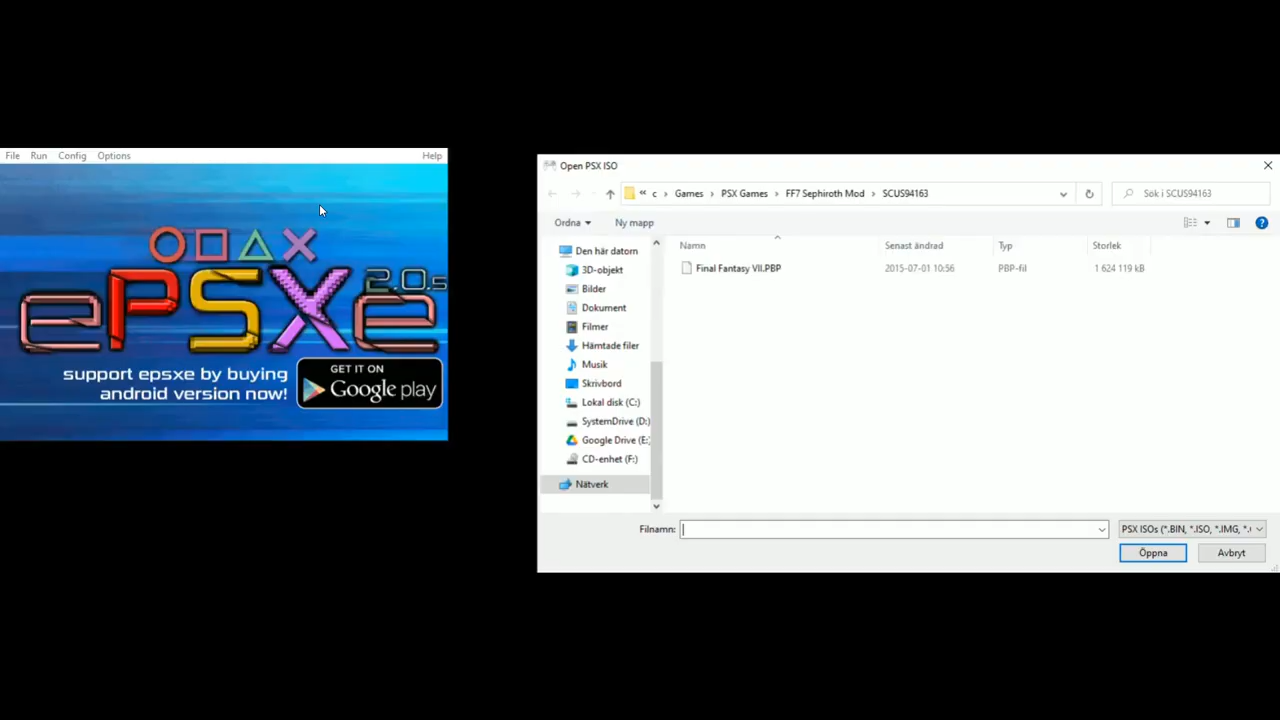 File Run Config Options Help
ePSXe 2.0.5
support epsxe by buying
android version now!
GET IT ON
Google play
Open PSX ISO
« c › Games › PSX Games › FF7 Sephiroth Mod › SCUS94163
Sök i SCUS94163
Ordna Ny mapp
Namn Senast ändrad Typ Storlek
Final Fantasy VII.PBP 2015-07-01 10:56 PBP-fil 1 624 119 kB
Den här datorn
3D-objekt
Bilder
Dokument
Filmer
Hämtade filer
Musik
Skrivbord
Lokal disk (C:)
SystemDrive (D:)
Google Drive (E:
CD-enhet (F:)
Nätverk
Filnamn:
PSX ISOs (*.BIN, *.ISO, *.IMG, *.
Öppna Avbryt